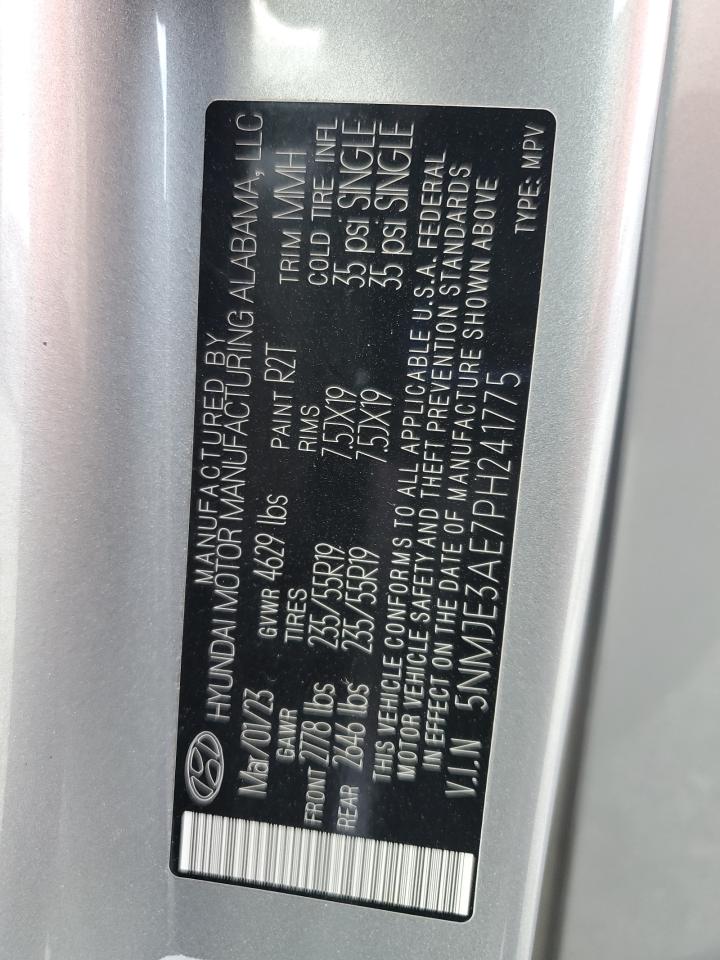 MANUFACTURED BY
HYUNDAI MOTOR MANUFACTURING ALABAMA, LLC
Mar/01/23 GVWR 4629 lbs PAINT R2T TRIM MMH
GAWR TIRES RIMS COLD TIRE INFL
FRONT 2778 lbs 235/55R19 7.5JX19 35 psi SINGLE
REAR 2646 lbs 235/55R19 7.5JX19 35 psi SINGLE
THIS VEHICLE CONFORMS TO ALL APPLICABLE U.S.A. FEDERAL
MOTOR VEHICLE SAFETY AND THEFT PREVENTION STANDARDS
IN EFFECT ON THE DATE OF MANUFACTURE SHOWN ABOVE
V.I.N 5NMJE3AE7PH241775 TYPE: MPV